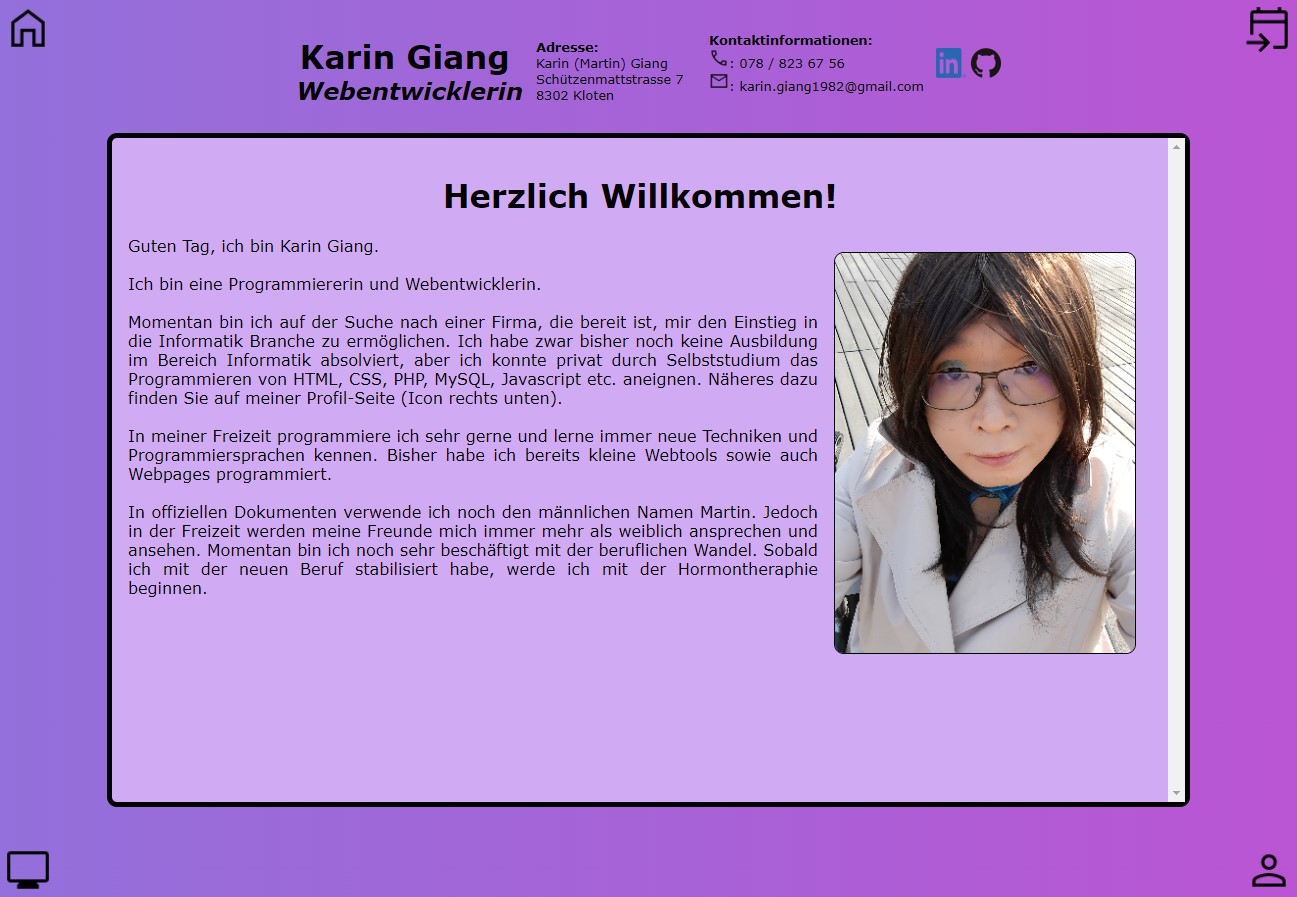 Karin Giang
Webentwicklerin
Adresse:
Karin (Martin) Giang
Schützenmattstrasse 7
8302 Kloten
Kontaktinformationen:
: 078 / 823 67 56
: karin.giang1982@gmail.com
in
Herzlich Willkommen!
Guten Tag, ich bin Karin Giang.
Ich bin eine Programmiererin und Webentwicklerin.
Momentan bin ich auf der Suche nach einer Firma, die bereit ist, mir den Einstieg in
die Informatik Branche zu ermöglichen. Ich habe zwar bisher noch keine Ausbildung
im Bereich Informatik absolviert, aber ich konnte privat durch Selbststudium das
Programmieren von HTML, CSS, PHP, MySQL, Javascript etc. aneignen. Näheres dazu
finden Sie auf meiner Profil-Seite (Icon rechts unten).
In meiner Freizeit programmiere ich sehr gerne und lerne immer neue Techniken und
Programmiersprachen kennen. Bisher habe ich bereits kleine Webtools sowie auch
Webpages programmiert.
In offiziellen Dokumenten verwende ich noch den männlichen Namen Martin. Jedoch
in der Freizeit werden meine Freunde mich immer mehr als weiblich ansprechen und
ansehen. Momentan bin ich noch sehr beschäftigt mit der beruflichen Wandel. Sobald
ich mit der neuen Beruf stabilisiert habe, werde ich mit der Hormontheraphie
beginnen.